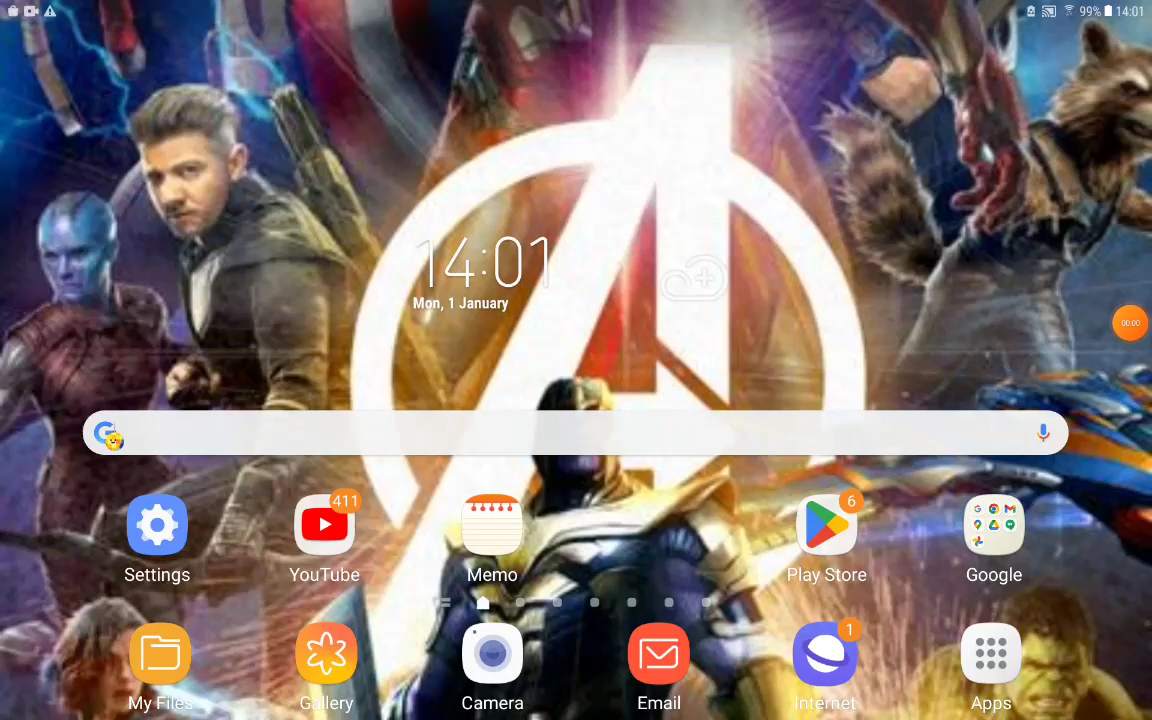 99% 14:01
14:01
Mon, 1 January
00:00
411
6
Settings
YouTube
Memo
Play Store
Google
1
My Files
Gallery
Camera
Email
Internet
Apps